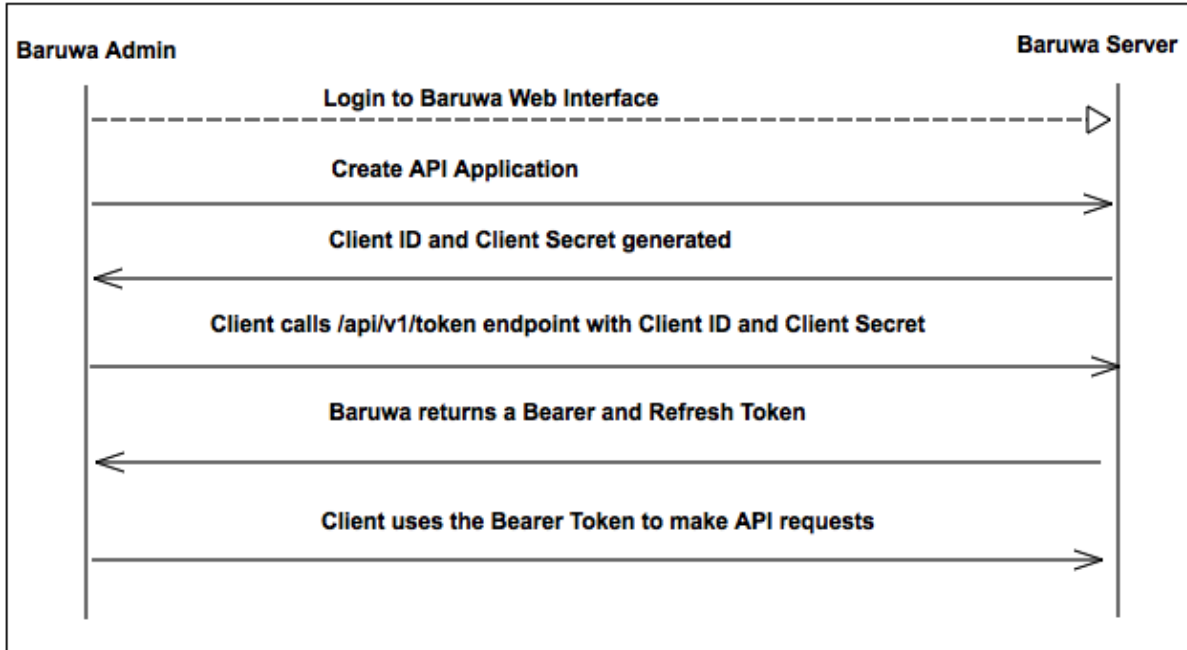 Baruwa Admin
Baruwa Server
Login to Baruwa Web Interface
Create API Application
Client ID and Client Secret generated
Client calls /api/v1/token endpoint with Client ID and Client Secret
Baruwa returns a Bearer and Refresh Token
Client uses the Bearer Token to make API requests